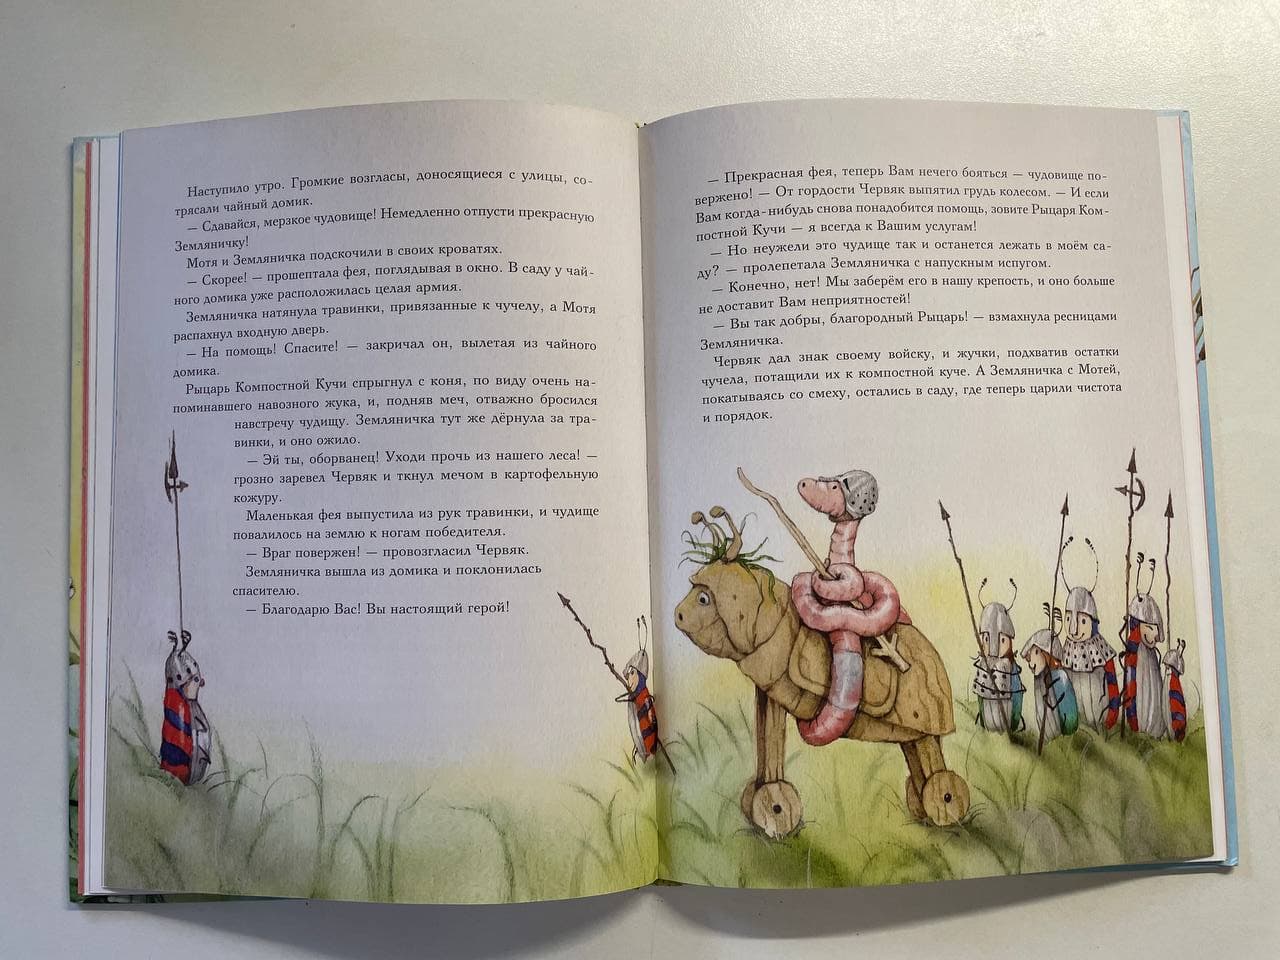 Наступило утро. Громкие возгласы, доносящиеся с улицы, со-
трясали чайный домик.
— Сдавайся, мерзкое чудовище! Немедленно отпусти прекрасную
Земляничку!
Мотя и Земляничка подскочили в своих кроватях.
— Скорее! — прошептала фея, поглядывая в окно. В саду у чай-
ного домика уже расположилась целая армия.
Земляничка натянула травинки, привязанные к чучелу, а Мотя
распахнул входную дверь.
— На помощь! Спасите! — закричал он, вылетая из чайного
домика.
Рыцарь Компостной Кучи спрыгнул с коня, по виду очень на-
поминавшего навозного жука, и, подняв меч, отважно бросился
навстречу чудищу. Земляничка тут же дёрнула за тра-
винки, и оно ожило.
— Эй ты, оборванец! Уходи прочь из нашего леса! —
грозно заревел Червяк и ткнул мечом в картофельную
кожуру.
Маленькая фея выпустила из рук травинки, и чудище
повалилось на землю к ногам победителя.
— Враг повержен! — провозгласил Червяк.
Земляничка вышла из домика и поклонилась
спасителю.
— Благодарю Вас! Вы настоящий герой!
— Прекрасная фея, теперь Вам нечего бояться — чудовище по-
вержено! — От гордости Червяк выпятил грудь колесом. — И если
Вам когда-нибудь снова понадобится помощь, зовите Рыцаря Ком-
постной Кучи — я всегда к Вашим услугам!
— Но неужели это чудище так и останется лежать в моём са-
ду? — пролепетала Земляничка с напускным испугом.
— Конечно, нет! Мы заберём его в нашу крепость, и оно больше
не доставит Вам неприятностей!
— Вы так добры, благородный Рыцарь! — взмахнула ресницами
Земляничка.
Червяк дал знак своему войску, и жучки, подхватив остатки
чучела, потащили их к компостной куче. А Земляничка с Мотей,
покатываясь со смеху, остались в саду, где теперь царили чистота
и порядок.